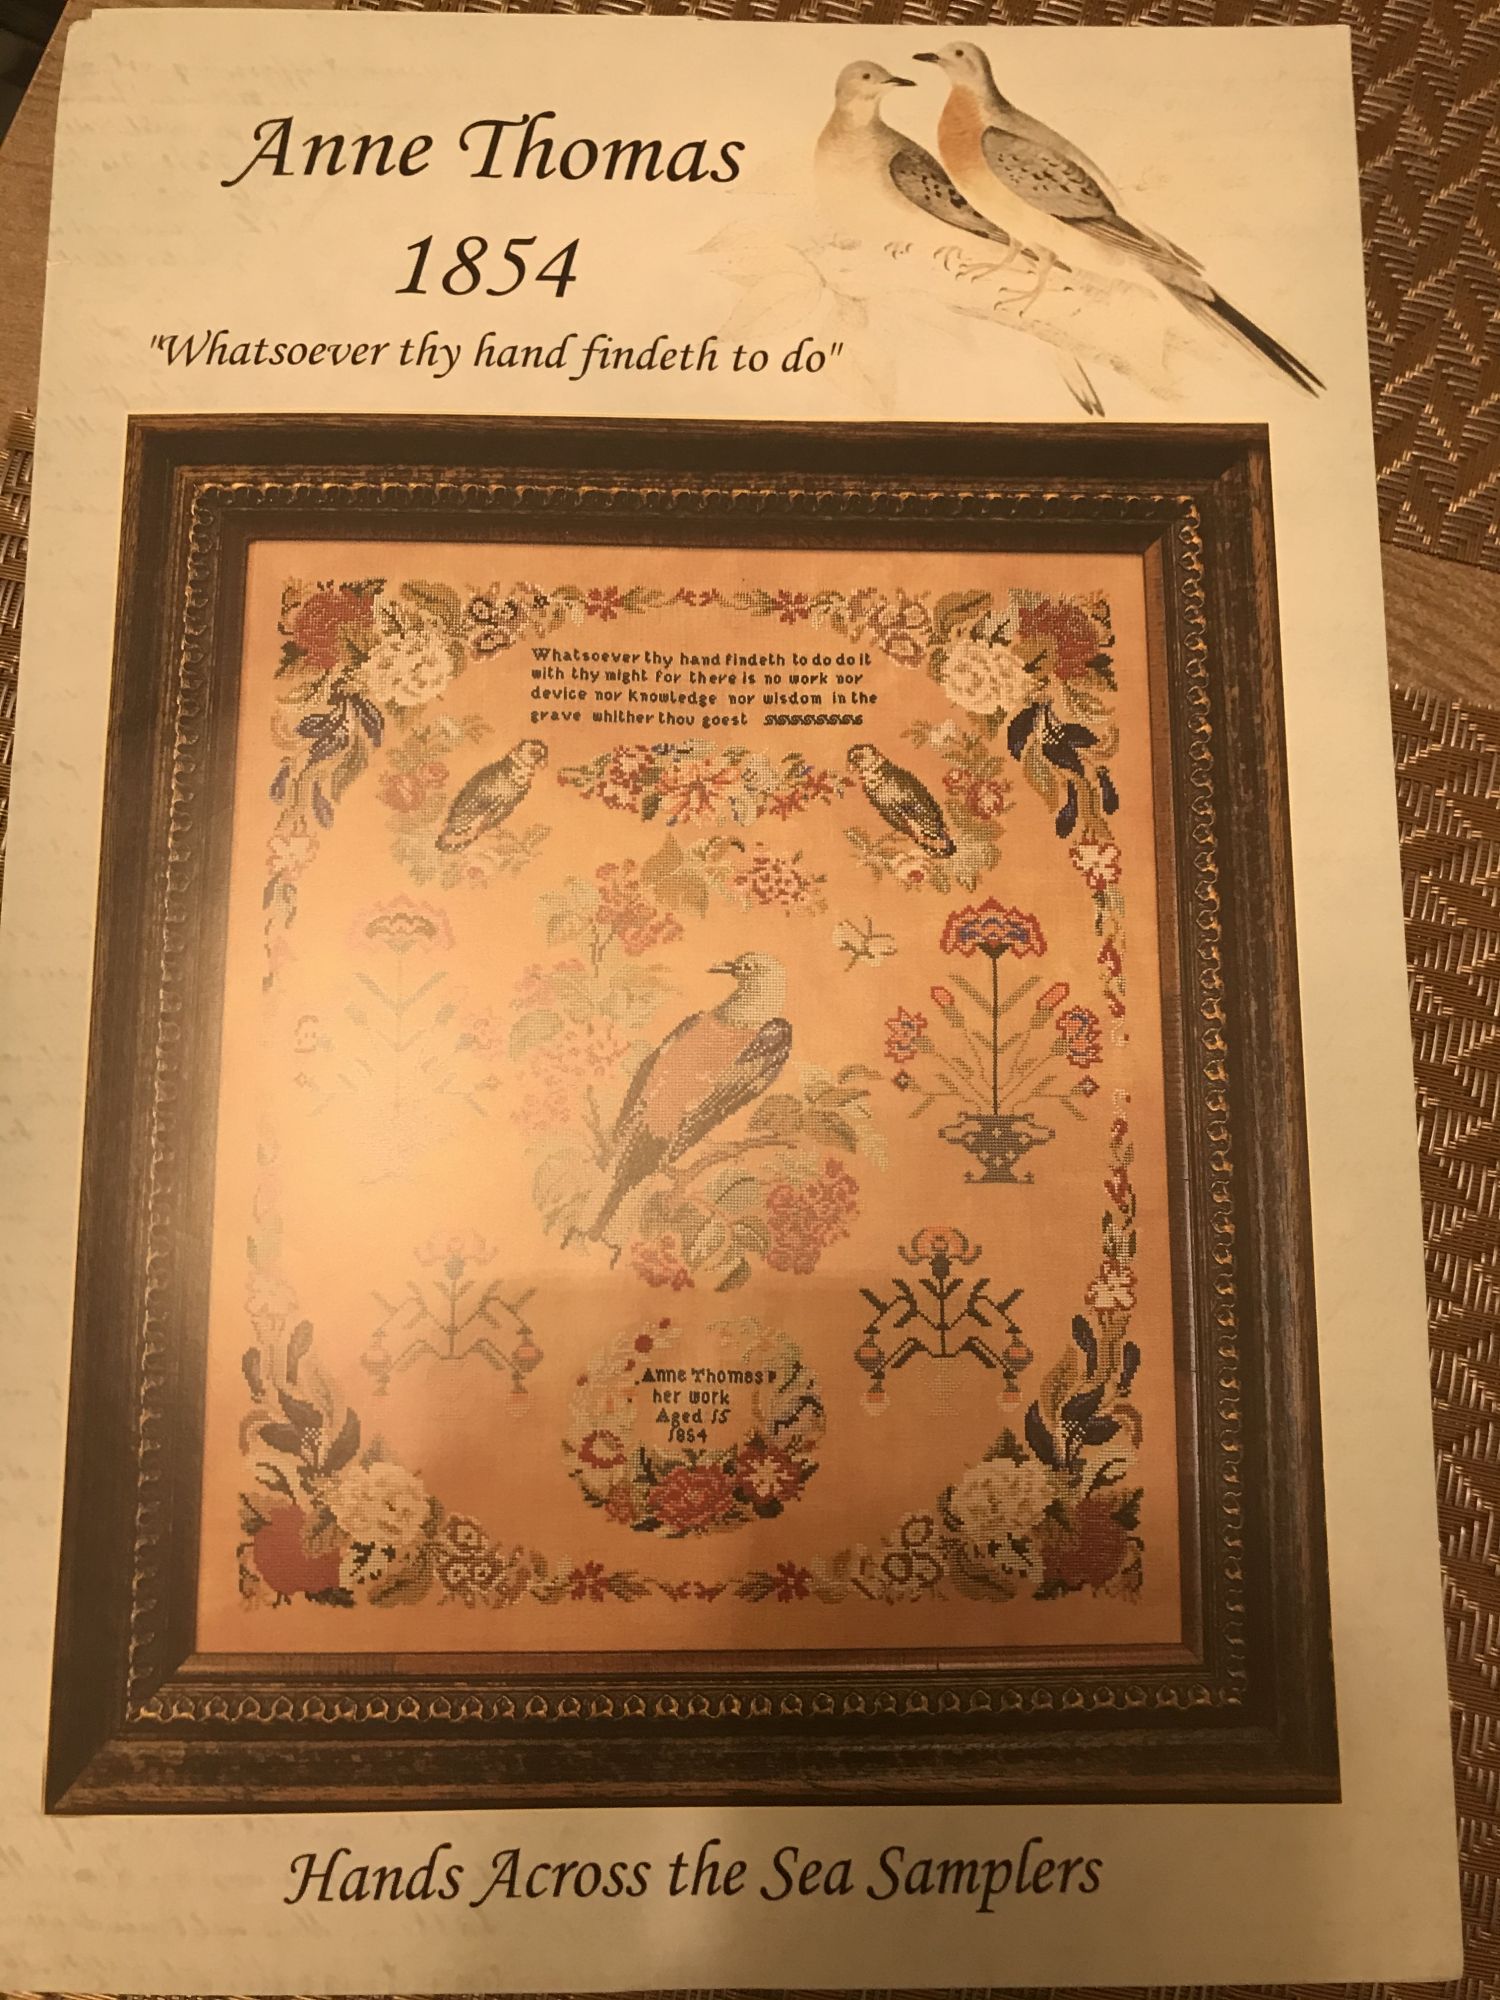 Anne Thomas
1854
"Whatsoever thy hand findeth to do"
Whatsoever thy hand findeth to do do it
with thy might for there is no work nor
device nor knowledge nor wisdom in the
grave whither thou goest
Anne Thomas
her work
Aged 15
1854
Hands Across the Sea Samplers